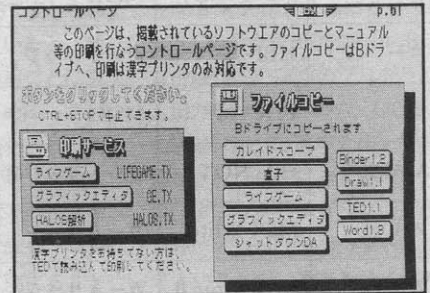 コントロールページ
p.01
このページは、掲載されているソフトウエアのコピーとマニュアル
等の印刷を行なうコントロールページです。ファイルコピーはBドラ
イブへ、印刷は漢字プリンタのみ対応です。
ボタンをクリックしてください。
CTRL+STOPで中止できます。
印刷サービス
ライフゲーム LIFEGAME.TX
グラフィックエディタ GE.TX
HALOS解析 HALOS.TX
漢字プリンタをお持ちでない方は、
TEDで読み込んで印刷してください。
ファイルコピー
Bドライブにコピーされます
カレイドスコープ
ライフゲーム
グラフィックエディタ
シャットダウンDA
Binder1.2
Draw1.1
TED1.1
Word1.3